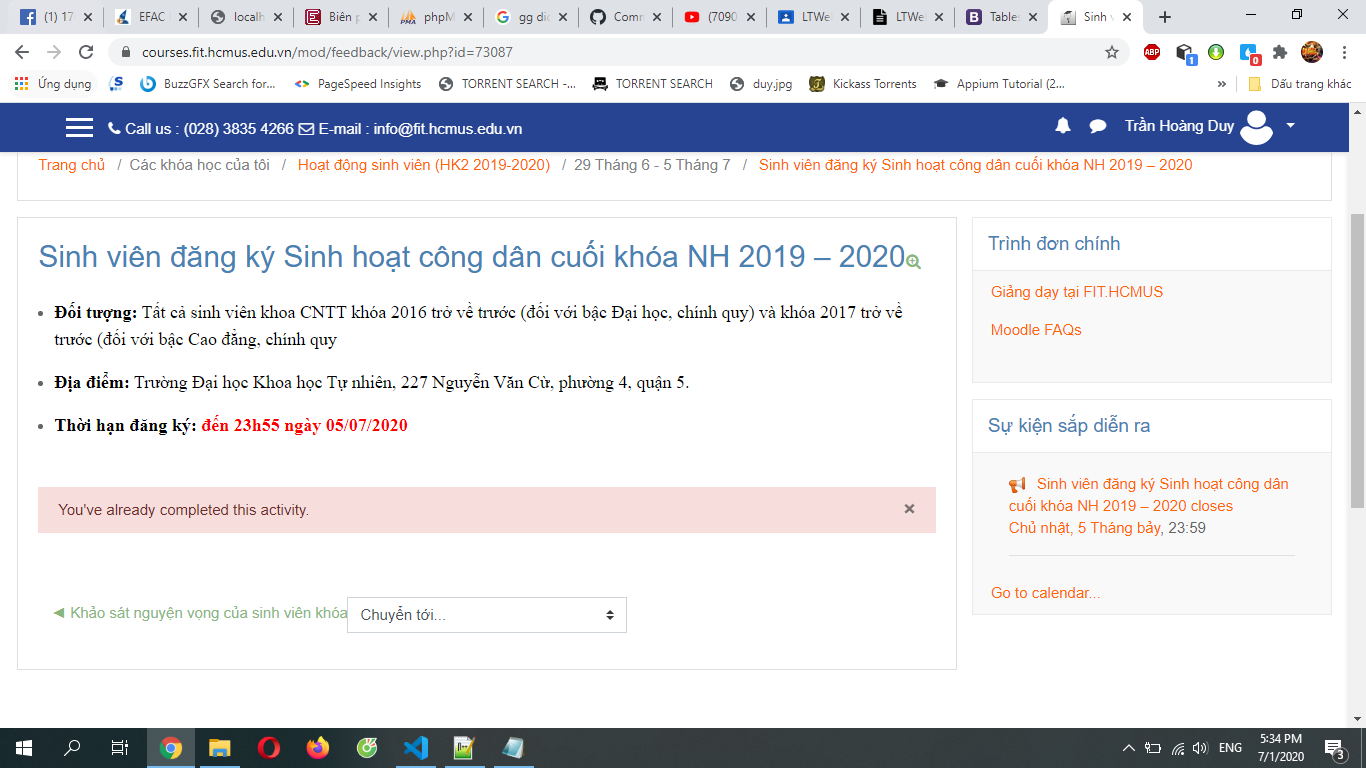 (1) 17
EFAC
localh
Biên p
phpM
gg dic
Comm
(7090
LTWel
LTWel
Tables
Sinh v
courses.fit.hcmus.edu.vn/mod/feedback/view.php?id=73087
Ứng dụng
BuzzGFX Search for...
PageSpeed Insights
TORRENT SEARCH -...
TORRENT SEARCH
duy.jpg
Kickass Torrents
Appium Tutorial (2...
»
Dấu trang khác
Call us : (028) 3835 4266 E-mail : info@fit.hcmus.edu.vn
Trần Hoàng Duy
Trang chủ / Các khóa học của tôi / Hoạt động sinh viên (HK2 2019-2020) / 29 Tháng 6 - 5 Tháng 7 / Sinh viên đăng ký Sinh hoạt công dân cuối khóa NH 2019 – 2020
Sinh viên đăng ký Sinh hoạt công dân cuối khóa NH 2019 – 2020
Đối tượng: Tất cả sinh viên khoa CNTT khóa 2016 trở về trước (đối với bậc Đại học, chính quy) và khóa 2017 trở về
trước (đối với bậc Cao đẳng, chính quy
Địa điểm: Trường Đại học Khoa học Tự nhiên, 227 Nguyễn Văn Cừ, phường 4, quận 5.
Thời hạn đăng ký: đến 23h55 ngày 05/07/2020
You've already completed this activity.
×
◄ Khảo sát nguyện vọng của sinh viên khóa
Chuyển tới...
Trình đơn chính
Giảng dạy tại FIT.HCMUS
Moodle FAQs
Sự kiện sắp diễn ra
Sinh viên đăng ký Sinh hoạt công dân
cuối khóa NH 2019 – 2020 closes
Chủ nhật, 5 Tháng bảy, 23:59
Go to calendar...
ENG
5:34 PM
7/1/2020
3